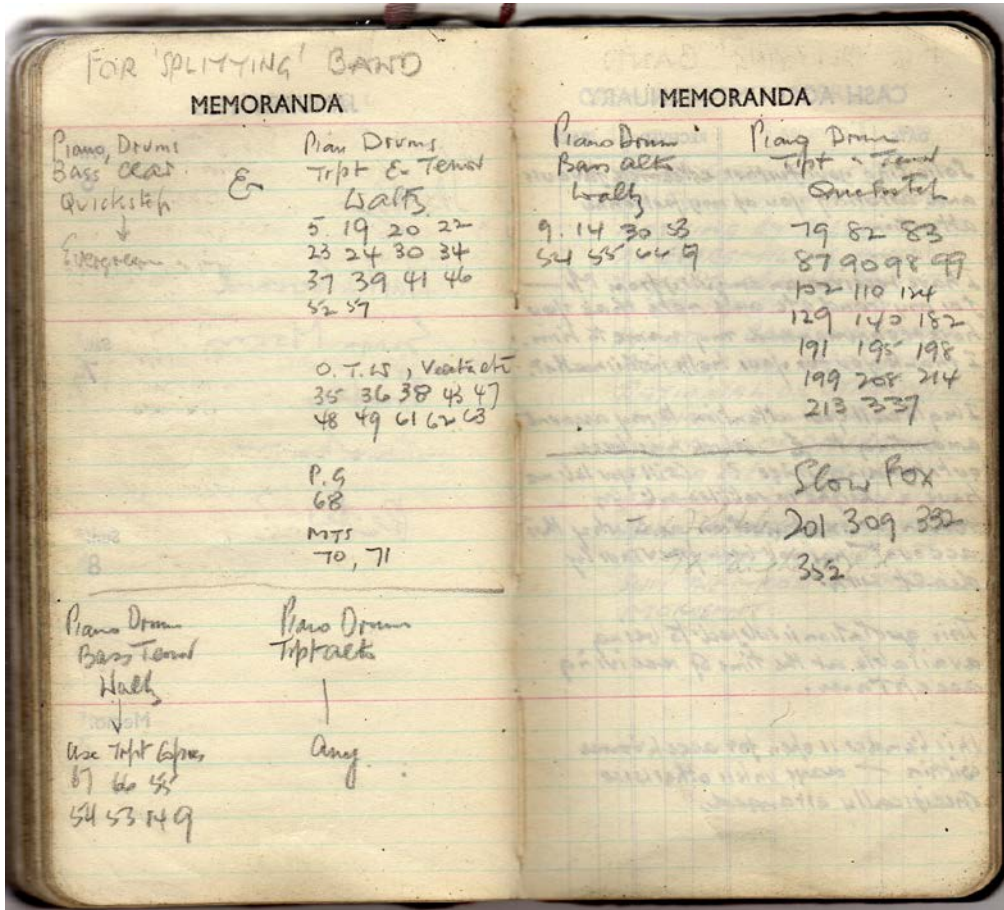 FOR 'SPLITTING' BAND
MEMORANDA
Piano, Drums
Bass Clar.
Quickstep
Evergreen
&
Piano Drums
Trpt & Tenor
Waltz
5. 19 20 22
23 24 30 34
37 39 41 46
52 57
O.T.W, 
35 36 38 43 47
48 49 61 62 63
P.G
68
MTS
70, 71
Piano Drums
Bass Tenor
Waltz
Use Trpt Copies
67 66 55
54 53 14 9
Piano Drums
Trpt alto
Any
MEMORANDA
Piano Drums
Bass alto
Waltz
9. 14 30 53
54 55 66
Piano Drums
Trpt & Tenor
Quickstep
79 82 83
87 90 98 99
102 110 124
129 140 182
191 195 198
199 208 214
213 337
Slow Fox
201 309 332
352